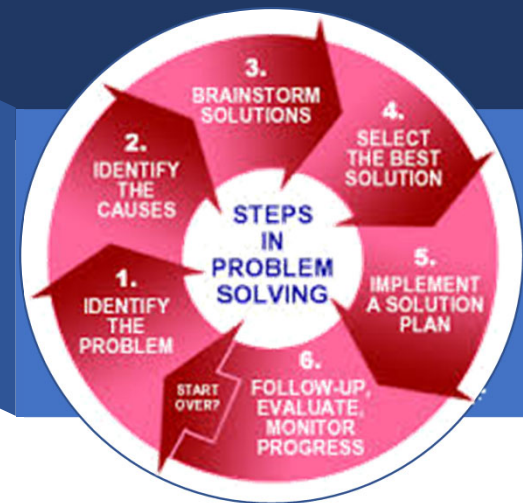 STEPS
IN
PROBLEM
SOLVING
1.
IDENTIFY
THE
PROBLEM
2.
IDENTIFY
THE
CAUSES
3.
BRAINSTORM
SOLUTIONS
4.
SELECT
THE BEST
SOLUTION
5.
IMPLEMENT
A SOLUTION
PLAN
6.
FOLLOW-UP,
EVALUATE,
MONITOR
PROGRESS
START
OVER?